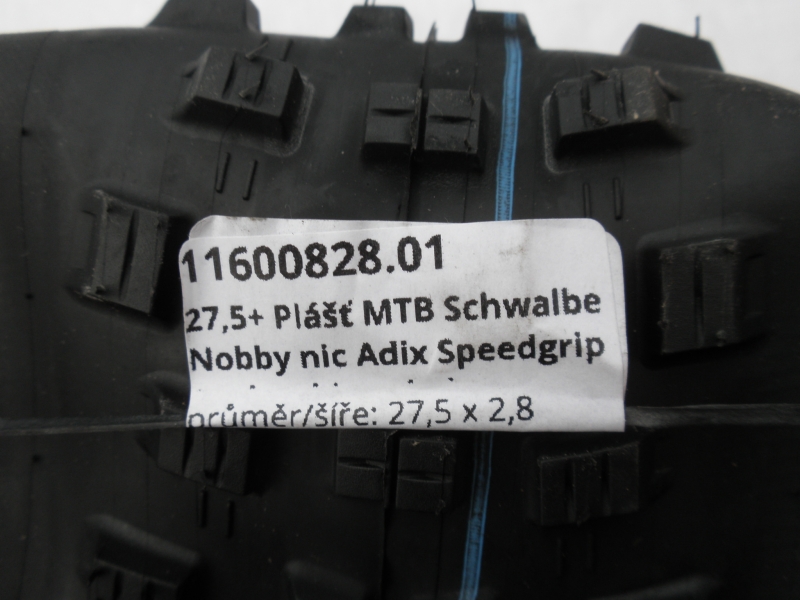 11600828.01
27,5+ Plášť MTB Schwalbe
Nobby nic Adix Speedgrip
průměr/šíře: 27,5 x 2,8